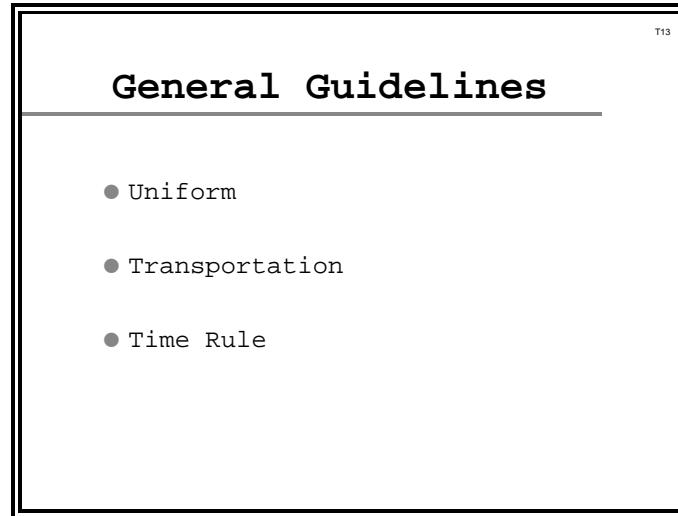 T13
General Guidelines
Uniform
Transportation
Time Rule